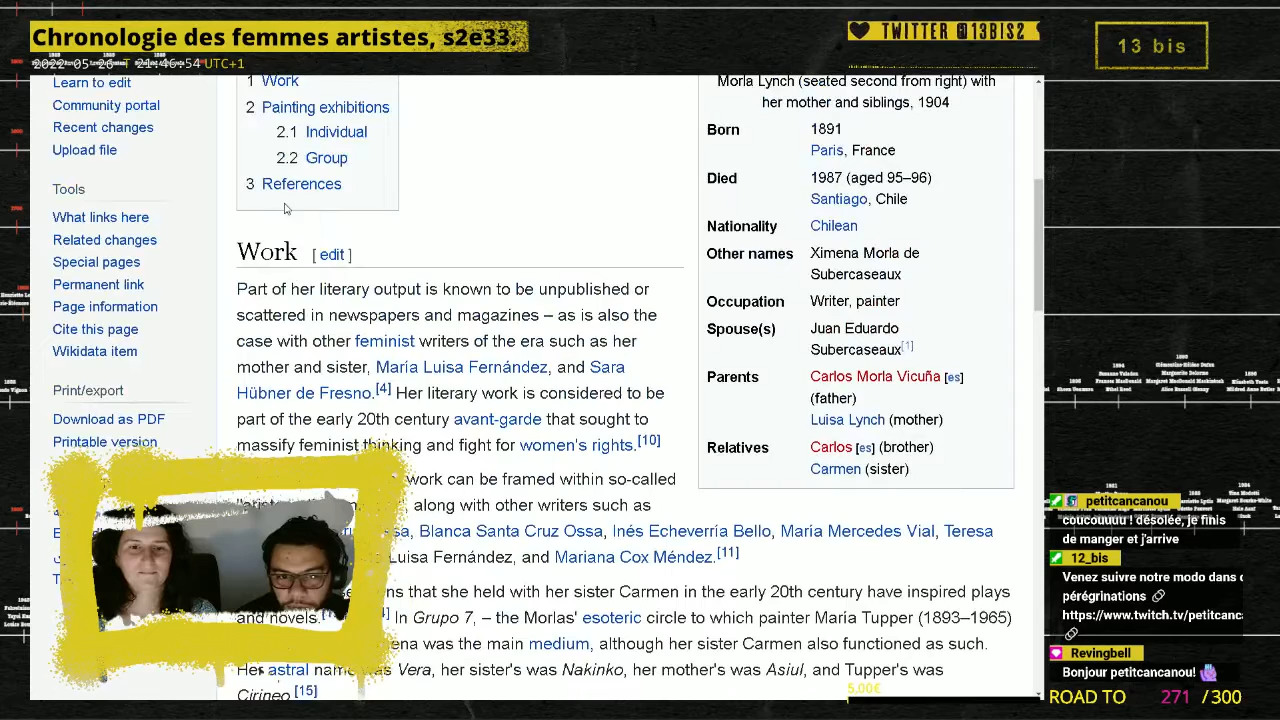 Chronologie des femmes artistes, s2e33.
UTC+1
TWITTER @13BIS2
13 bis
Learn to edit
Community portal
Recent changes
Upload file
Tools
What links here
Related changes
Special pages
Permanent link
Page information
Cite this page
Wikidata item
Print/export
Download as PDF
Printable version
1 Work
2 Painting exhibitions
2.1 Individual
2.2 Group
3 References
Work [ edit ]
Part of her literary output is known to be unpublished or
scattered in newspapers and magazines – as is also the
case with other feminist writers of the era such as her
mother and sister, María Luisa Fernández, and Sara
Hübner de Fresno.[4] Her literary work is considered to be
part of the early 20th century avant-garde that sought to
massify feminist thinking and fight for women's rights.[10]
work can be framed within so-called
along with other writers such as
Blanca Santa Cruz Ossa, Inés Echeverría Bello, María Mercedes Vial, Teresa
Luisa Fernández, and Mariana Cox Méndez.[11]
that she held with her sister Carmen in the early 20th century have inspired plays
and novels. In Grupo 7, – the Morlas' esoteric circle to which painter María Tupper (1893–1965)
was the main medium, although her sister Carmen also functioned as such.
Her astral name was Vera, her sister's was Nakinko, her mother's was Asiul, and Tupper's was
Cirineo.[15]
Morla Lynch (seated second from right) with
her mother and siblings, 1904
Born 1891
Paris, France
Died 1987 (aged 95–96)
Santiago, Chile
Nationality Chilean
Other names Ximena Morla de
Subercaseaux
Occupation Writer, painter
Spouse(s) Juan Eduardo
Subercaseaux[1]
Parents Carlos Morla Vicuña [es]
(father)
Luisa Lynch (mother)
Relatives Carlos [es] (brother)
Carmen (sister)
petitcancanou
coucouuuu ! désolée, je finis
de manger et j'arrive
12_bis
Venez suivre notre modo dans
pérégrinations
https://www.twitch.tv/petitcanc
Revingbell
Bonjour petitcancanou!
5,00€
ROAD TO 271 /300